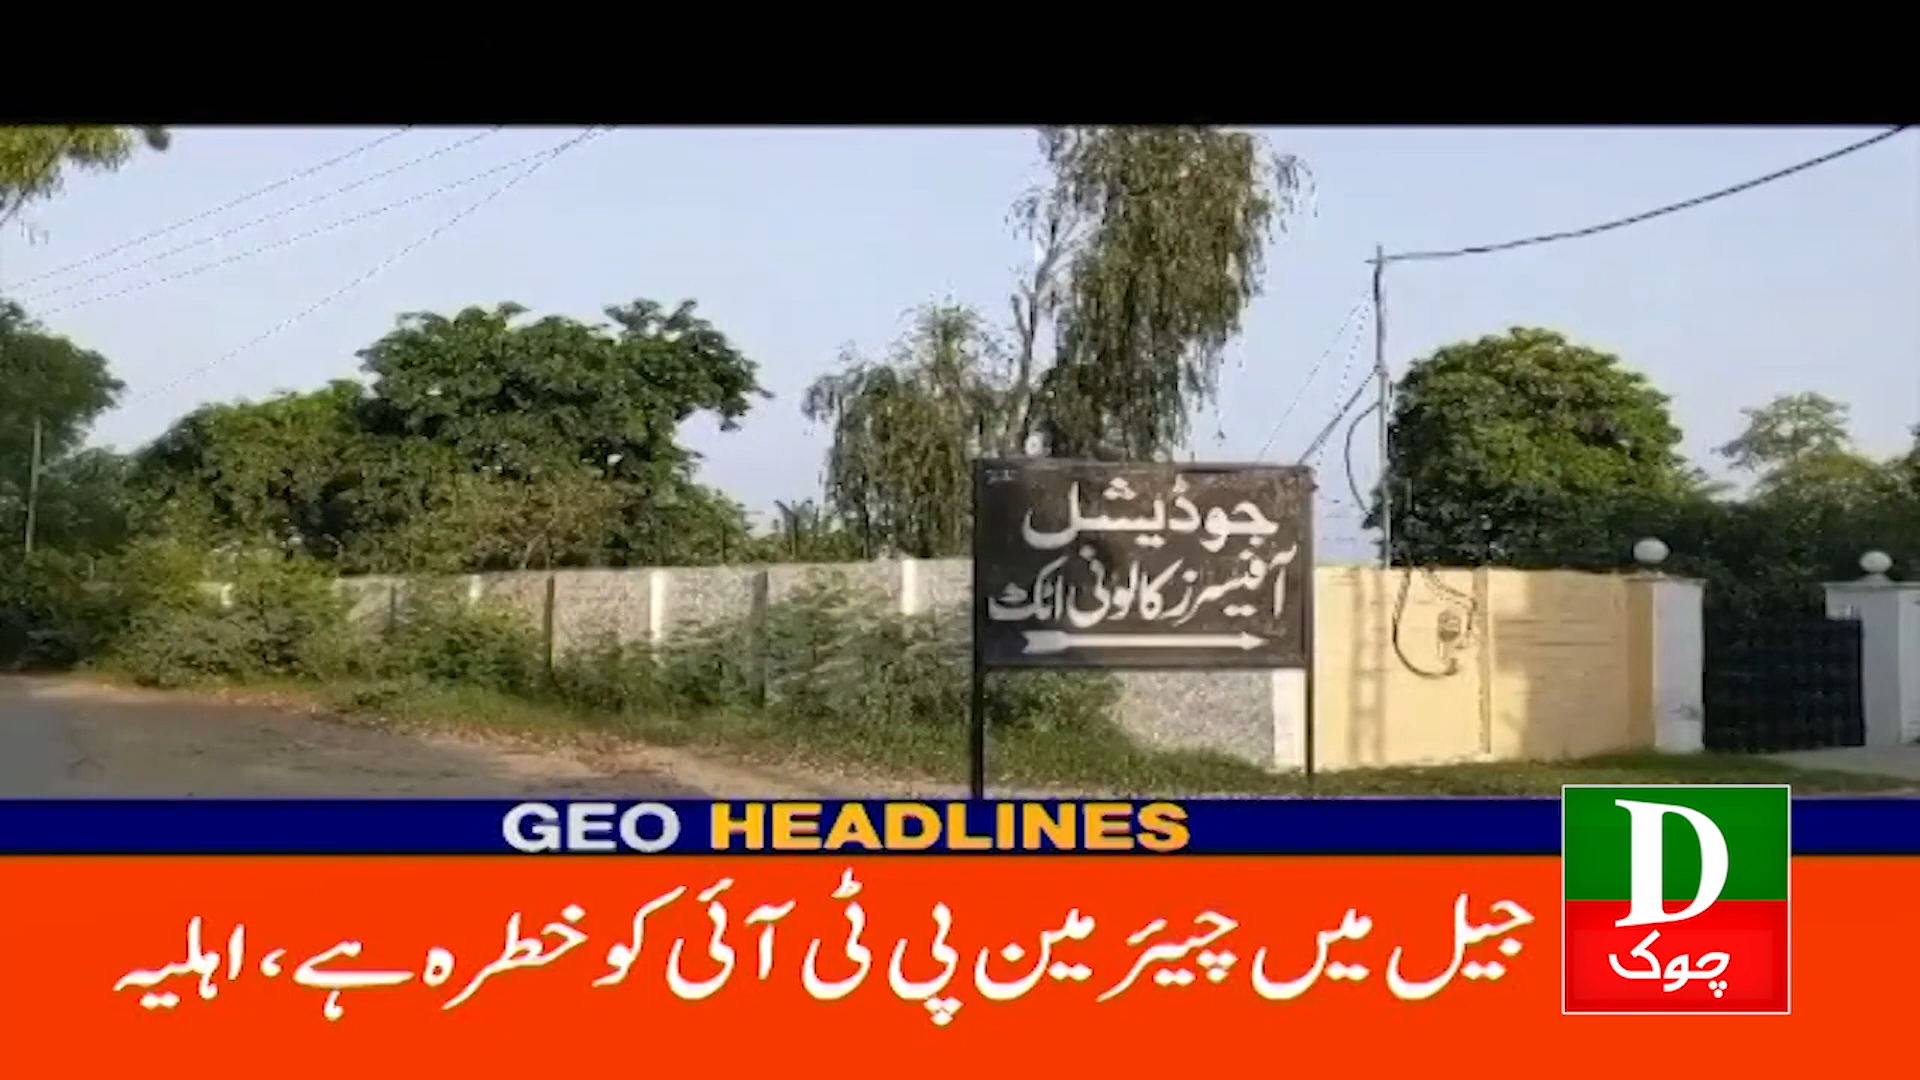 جوڈیشل
آفیسرز کالونی اٹک
GEO HEADLINES
جیل میں چیئرمین پی ٹی آئی کو خطرہ ہے، اہلیہ
D
چوک